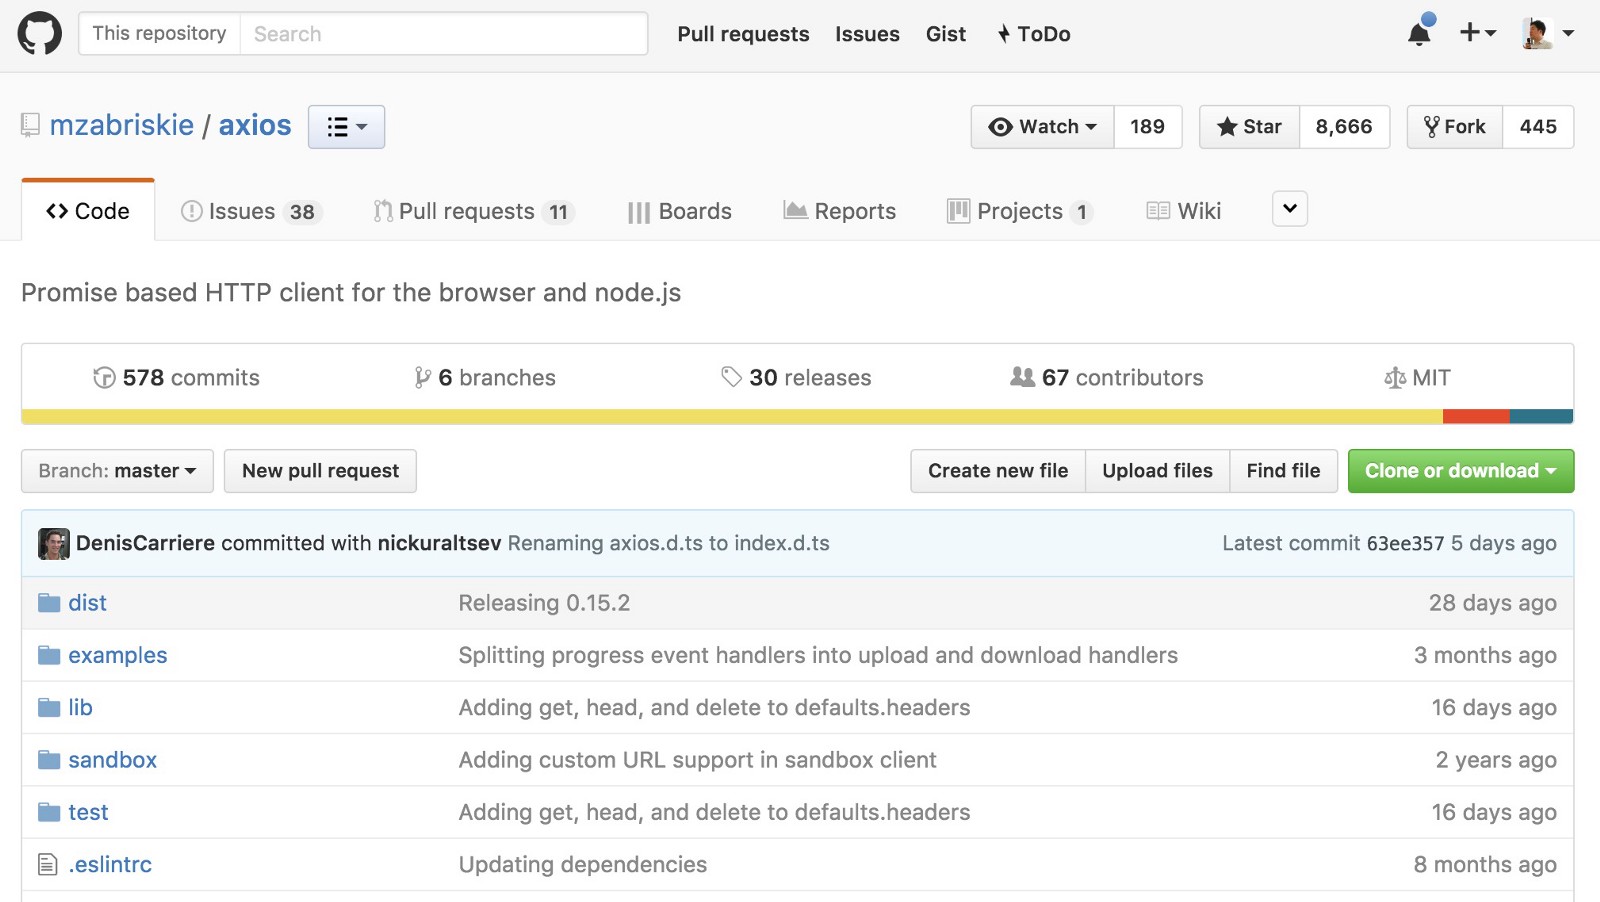 This repository Search Pull requests Issues Gist ToDo
mzabriskie / axios Watch 189 Star 8,666 Fork 445
Code Issues 38 Pull requests 11 Boards Reports Projects 1 Wiki
Promise based HTTP client for the browser and node.js
578 commits 6 branches 30 releases 67 contributors MIT
Branch: master New pull request Create new file Upload files Find file Clone or download
DenisCarriere committed with nickuraltsev Renaming axios.d.ts to index.d.ts Latest commit 63ee357 5 days ago
dist Releasing 0.15.2 28 days ago
examples Splitting progress event handlers into upload and download handlers 3 months ago
lib Adding get, head, and delete to defaults.headers 16 days ago
sandbox Adding custom URL support in sandbox client 2 years ago
test Adding get, head, and delete to defaults.headers 16 days ago
.eslintrc Updating dependencies 8 months ago